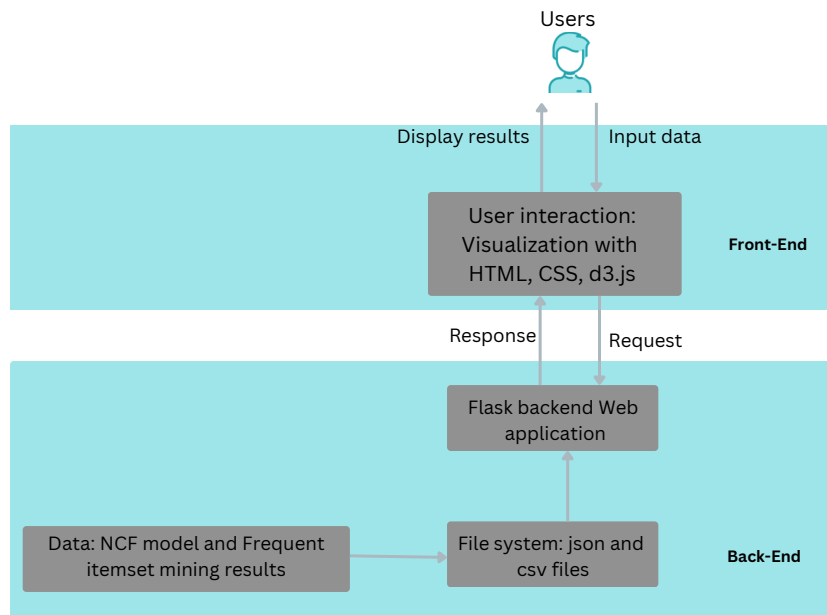 Users
Display results
Input data
User interaction:
Visualization with
HTML, CSS, d3.js
Front-End
Response
Request
Flask backend Web
application
Data: NCF model and Frequent
itemset mining results
File system: json and
csv files
Back-End